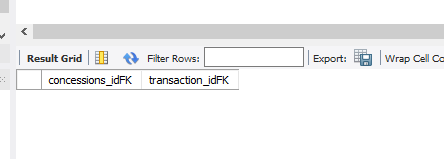 Result Grid Filter Rows: Export: Wrap Cell Co
concessions_idFK transaction_idFK